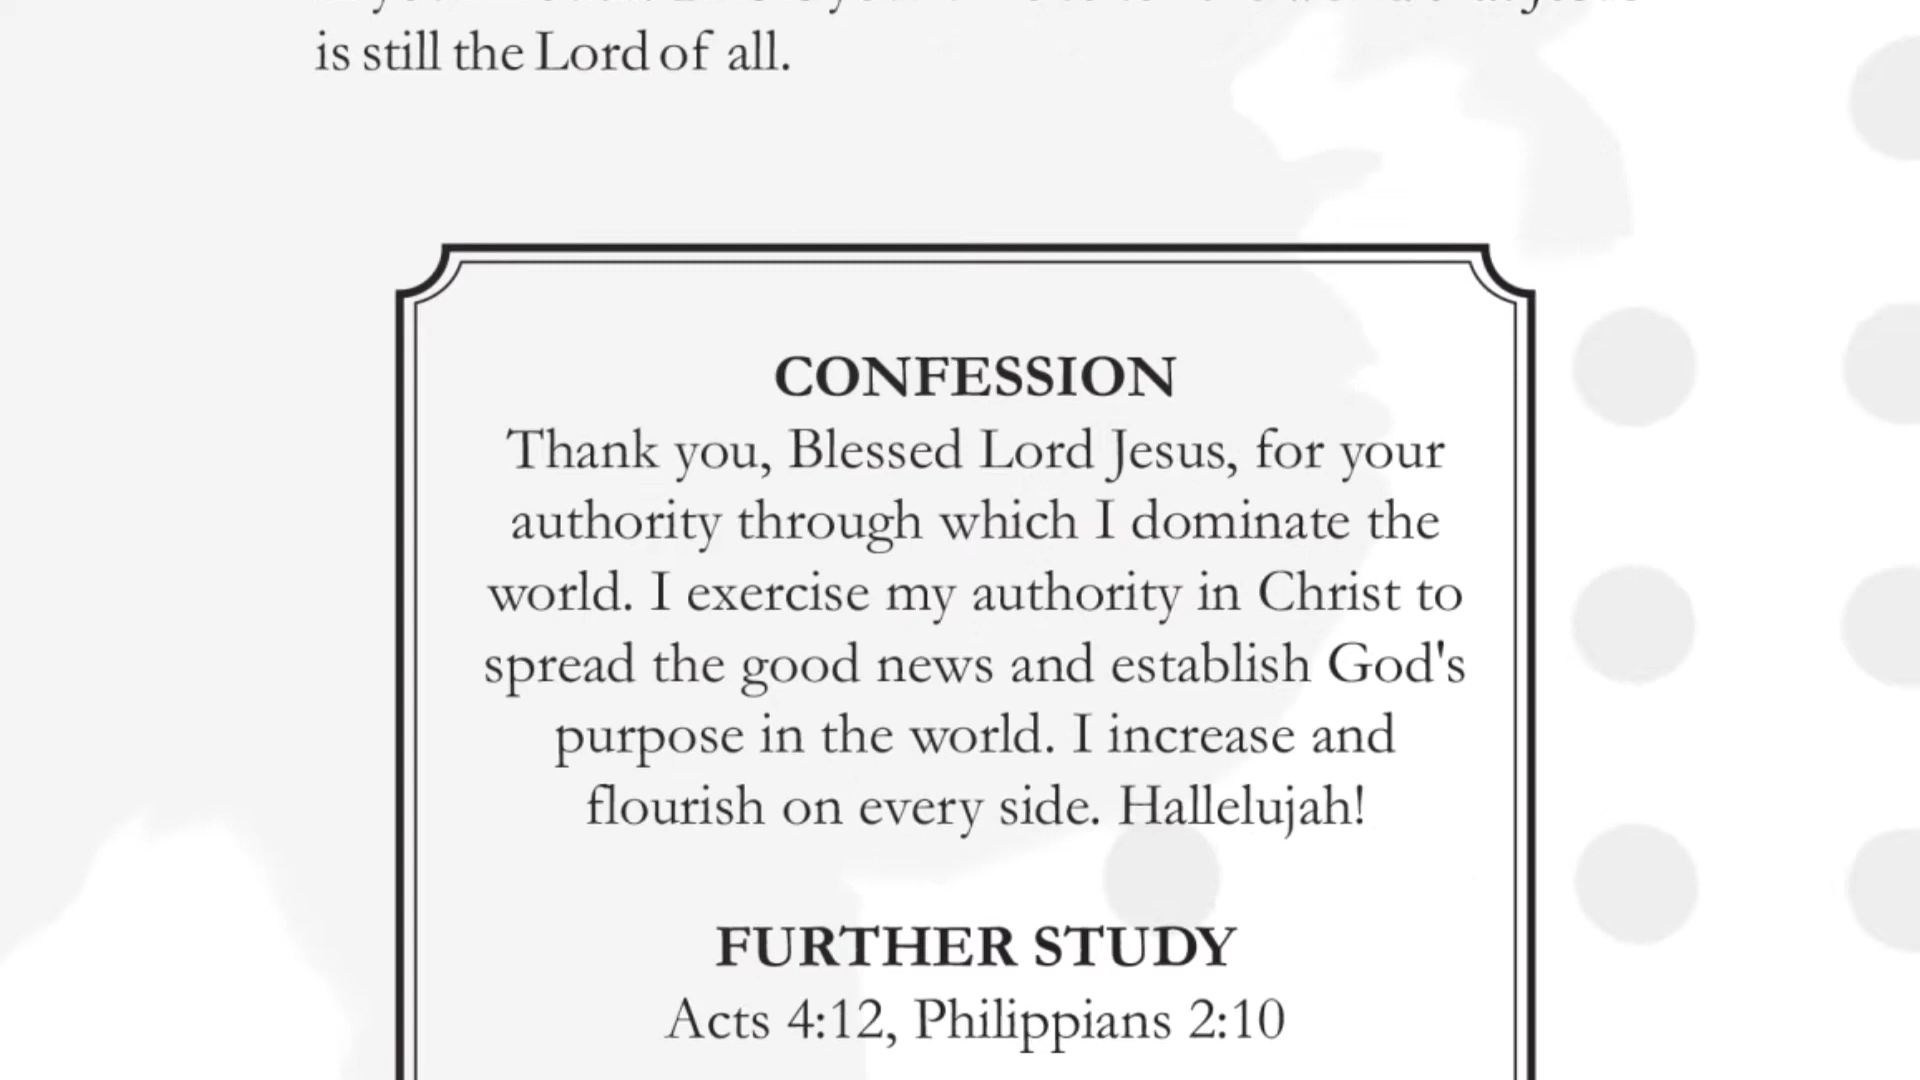 is still the Lord of all.
CONFESSION
Thank you, Blessed Lord Jesus, for your
authority through which I dominate the
world. I exercise my authority in Christ to
spread the good news and establish God's
purpose in the world. I increase and
flourish on every side. Hallelujah!
FURTHER STUDY
Acts 4:12, Philippians 2:10